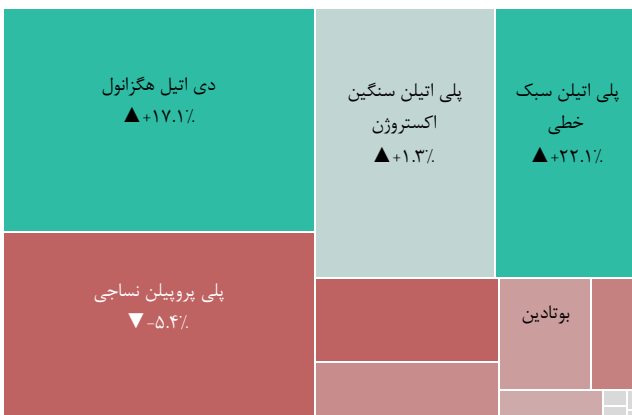 دی اتیل هگزانول
▲+۱۷.۱٪
پلی اتیلن سنگین
اکستروژن
▲+۱.۳٪
پلی اتیلن سبک
خطی
▲+۲۲.۱٪
پلی پروپیلن نساجی
▼-۵.۴٪
بوتادین